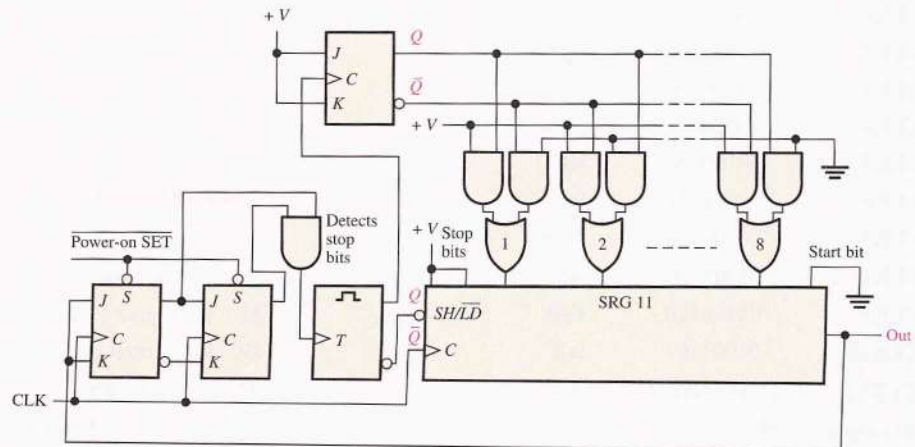 + V
J
C
K
Q
Q̅
+ V
1
2
8
Detects
stop
bits
+ V
Stop
bits
Start bit
Power-on SET
J
S
C
K
S
C
T
Q
SH/L̅D̅
Q̅
C
SRG 11
Out
CLK